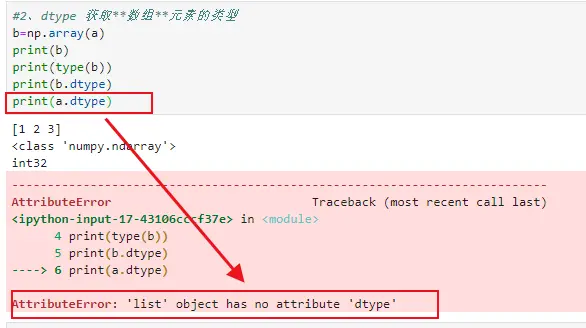 #2、dtype 获取**数组**元素的类型
b=np.array(a)
print(b)
print(type(b))
print(b.dtype)
print(a.dtype)
[1 2 3]
<class 'numpy.ndarray'>
int32
---------------------------------------------------------------------------
AttributeError                            Traceback (most recent call last)
<ipython-input-17-43106cccf37e> in <module>
      4 print(type(b))
      5 print(b.dtype)
----> 6 print(a.dtype)
AttributeError: 'list' object has no attribute 'dtype'